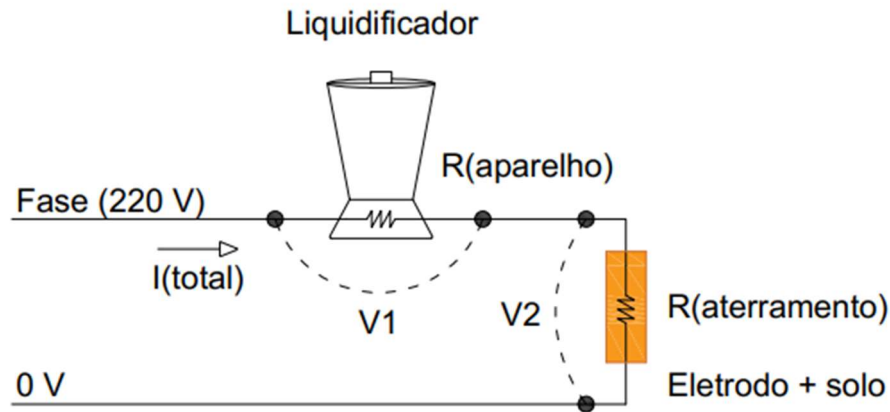 Liquidificador
R(aparelho)
Fase (220 V)
I(total)
V1
V2
R(aterramento)
0 V
Eletrodo + solo